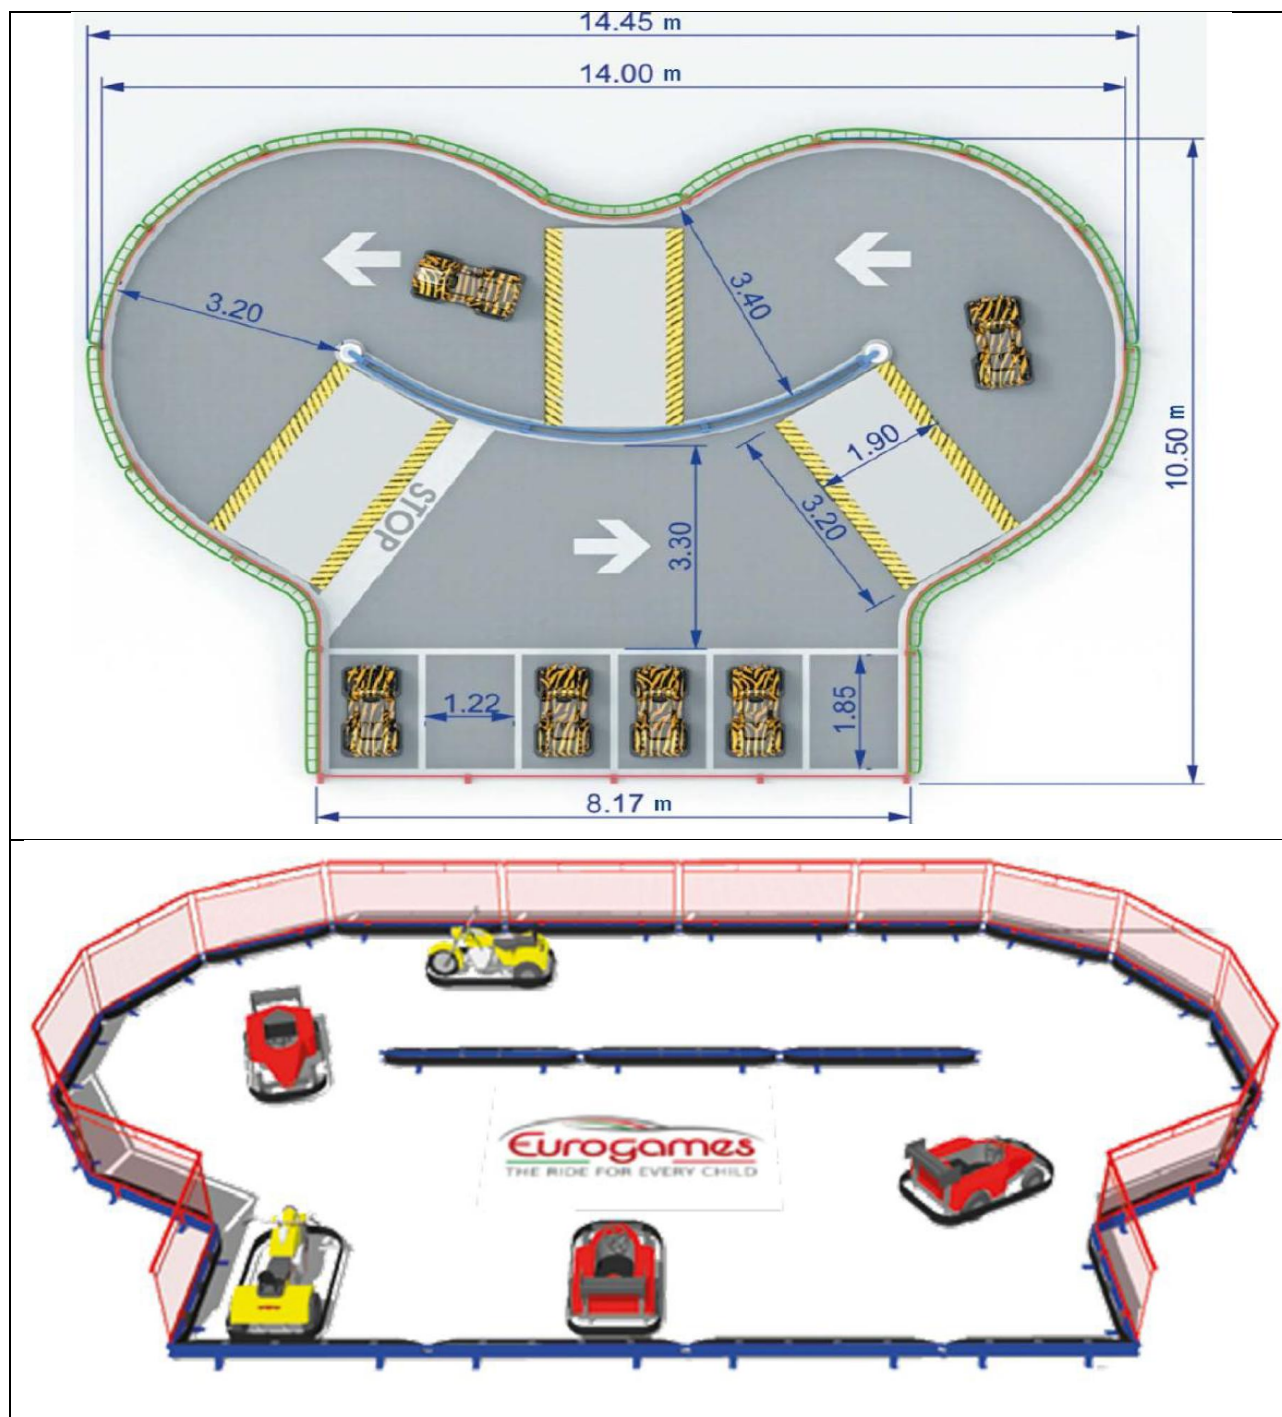 14.45 m
14.00 m
3.20
3.40
1.90
10.50 m
STOP
3.20
3.30
1.22
1.85
8.17 m
Eurogames
THE RIDE FOR EVERY CHILD